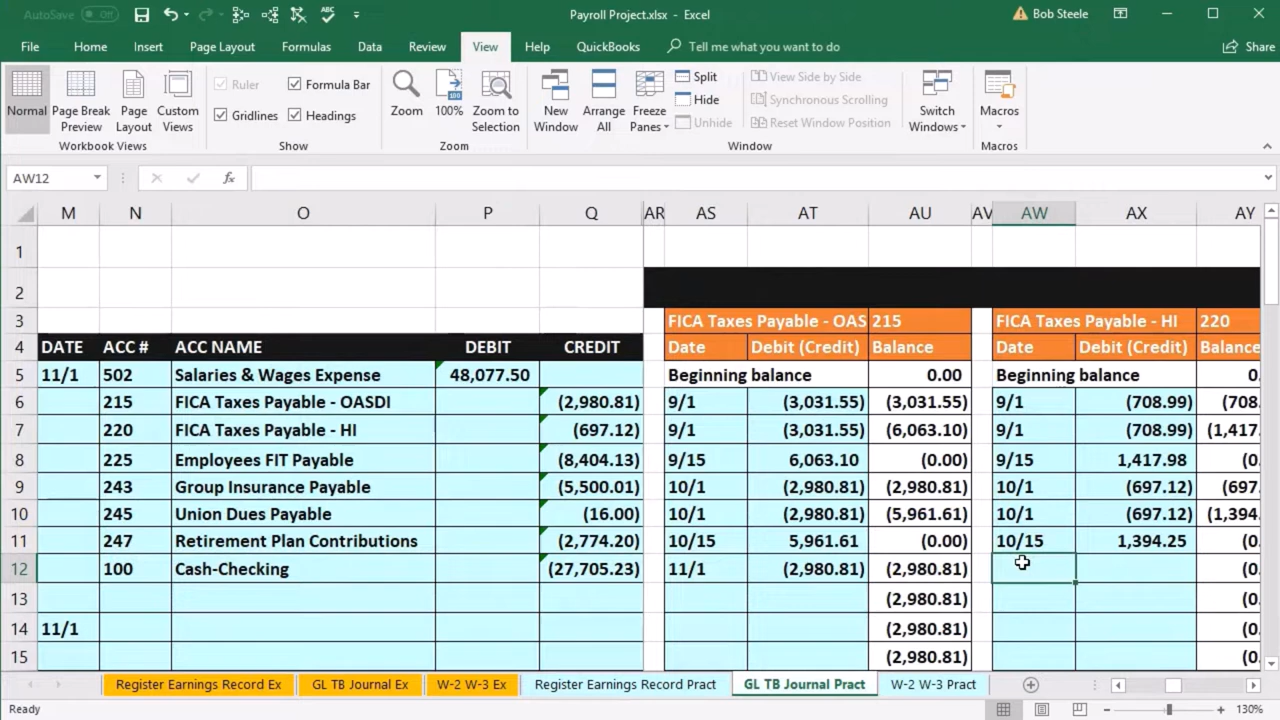 AutoSave Off Payroll Project.xlsx - Excel Bob Steele
File Home Insert Page Layout Formulas Data Review View Help QuickBooks Tell me what you want to do Share
Normal Page Break Preview Page Layout Custom Views
Ruler Formula Bar
Gridlines Headings
Zoom 100% Zoom to Selection
New Window Arrange All Freeze Panes
Split
Hide
Unhide
View Side by Side
Synchronous Scrolling
Reset Window Position
Switch Windows Macros
Workbook Views Show Zoom Window Macros
AW12 fx
M N O P Q AR AS AT AU AV AW AX AY
1
2
3 FICA Taxes Payable - OAS 215 FICA Taxes Payable - HI 220
4 DATE ACC # ACC NAME DEBIT CREDIT Date Debit (Credit) Balance Date Debit (Credit) Balance
5 11/1 502 Salaries & Wages Expense 48,077.50 Beginning balance 0.00 Beginning balance 0.
6 215 FICA Taxes Payable - OASDI (2,980.81) 9/1 (3,031.55) (3,031.55) 9/1 (708.99) (708.
7 220 FICA Taxes Payable - HI (697.12) 9/1 (3,031.55) (6,063.10) 9/1 (708.99) (1,417.
8 225 Employees FIT Payable (8,404.13) 9/15 6,063.10 (0.00) 9/15 1,417.98 (0.
9 243 Group Insurance Payable (5,500.01) 10/1 (2,980.81) (2,980.81) 10/1 (697.12) (697.
10 245 Union Dues Payable (16.00) 10/1 (2,980.81) (5,961.61) 10/1 (697.12) (1,394.
11 247 Retirement Plan Contributions (2,774.20) 10/15 5,961.61 (0.00) 10/15 1,394.25 (0.
12 100 Cash-Checking (27,705.23) 11/1 (2,980.81) (2,980.81) (0.
13 (2,980.81) (0.
14 11/1 (2,980.81) (0.
15 (2,980.81) (0.
Register Earnings Record Ex GL TB Journal Ex W-2 W-3 Ex Register Earnings Record Pract GL TB Journal Pract W-2 W-3 Pract
Ready 130%